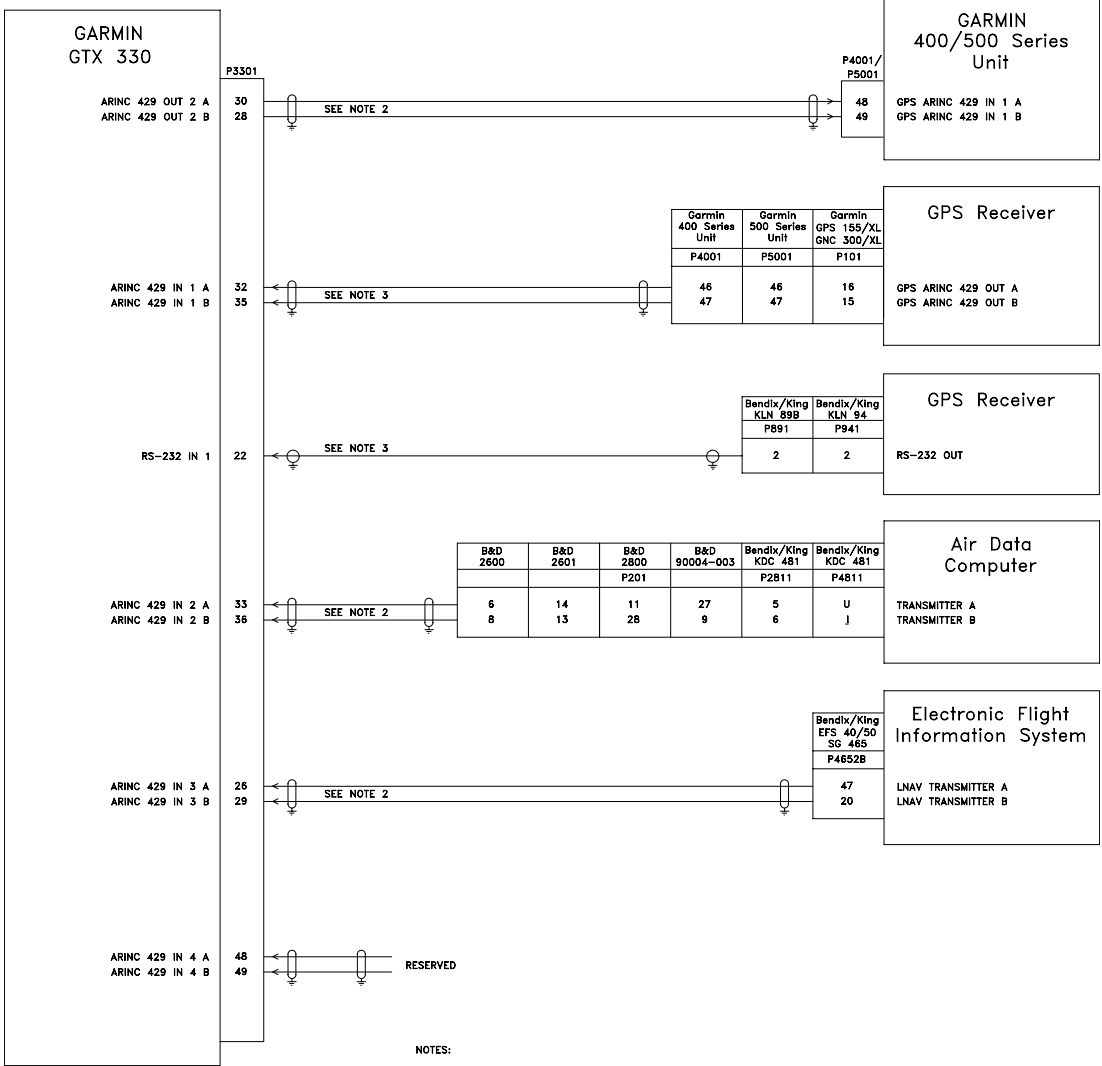 GARMIN
GTX 330
P3301
GARMIN
400/500 Series
Unit
P4001/
P5001
ARINC 429 OUT 2 A 30 SEE NOTE 2 48 GPS ARINC 429 IN 1 A
ARINC 429 OUT 2 B 28 49 GPS ARINC 429 IN 1 B
GPS Receiver
Garmin 400 Series Unit Garmin 500 Series Unit Garmin GPS 155/XL GNC 300/XL
P4001 P5001 P101
ARINC 429 IN 1 A 32 SEE NOTE 3 46 46 16 GPS ARINC 429 OUT A
ARINC 429 IN 1 B 35 47 47 15 GPS ARINC 429 OUT B
GPS Receiver
Bendix/King KLN 89B Bendix/King KLN 94
P891 P941
RS-232 IN 1 22 SEE NOTE 3 2 2 RS-232 OUT
Air Data
Computer
B&D 2600 B&D 2601 B&D 2800 B&D 90004-003 Bendix/King KDC 481 Bendix/King KDC 481
P201 P2811 P4811
ARINC 429 IN 2 A 33 SEE NOTE 2 6 14 11 27 5 U TRANSMITTER A
ARINC 429 IN 2 B 36 8 13 28 9 6 TRANSMITTER B
Electronic Flight
Information System
Bendix/King
EFS 40/50
SG 465
P4652B
ARINC 429 IN 3 A 26 SEE NOTE 2 47 LNAV TRANSMITTER A
ARINC 429 IN 3 B 29 20 LNAV TRANSMITTER B
ARINC 429 IN 4 A 48 RESERVED
ARINC 429 IN 4 B 49
NOTES: